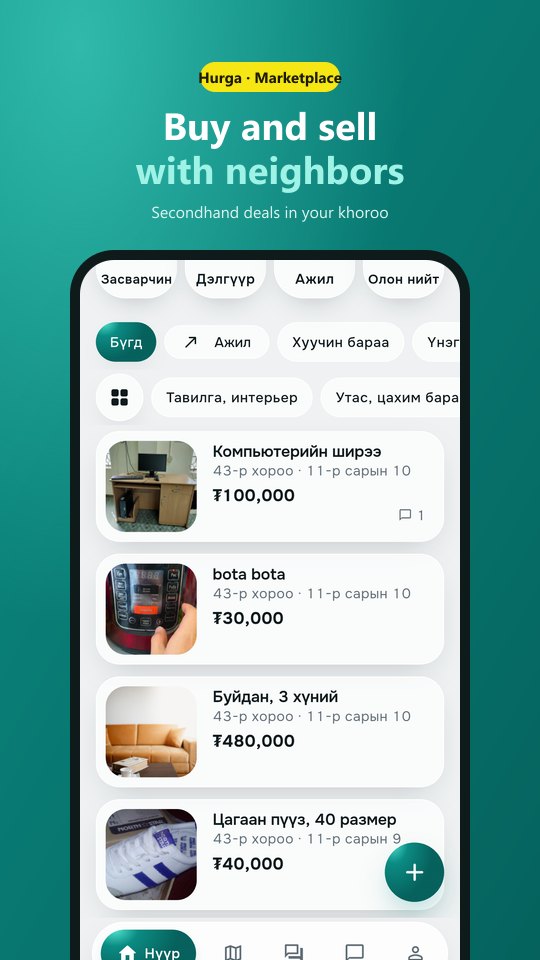 Hurga · Marketplace
Buy and sell
with neighbors
Secondhand deals in your khoroo
Засварчин Дэлгүүр Ажил Олон нийт
Бүгд Ажил Хуучин бараа Үнэг
Тавилга, интерьер Утас, цахим бара
Компьютерийн ширээ
43-р хороо · 11-р сарын 10
₮100,000
1
bota bota
43-р хороо · 11-р сарын 10
₮30,000
Буйдан, 3 хүний
43-р хороо · 11-р сарын 10
₮480,000
Цагаан пүүз, 40 размер
43-р хороо · 11-р сарын 9
₮40,000
Нүүр